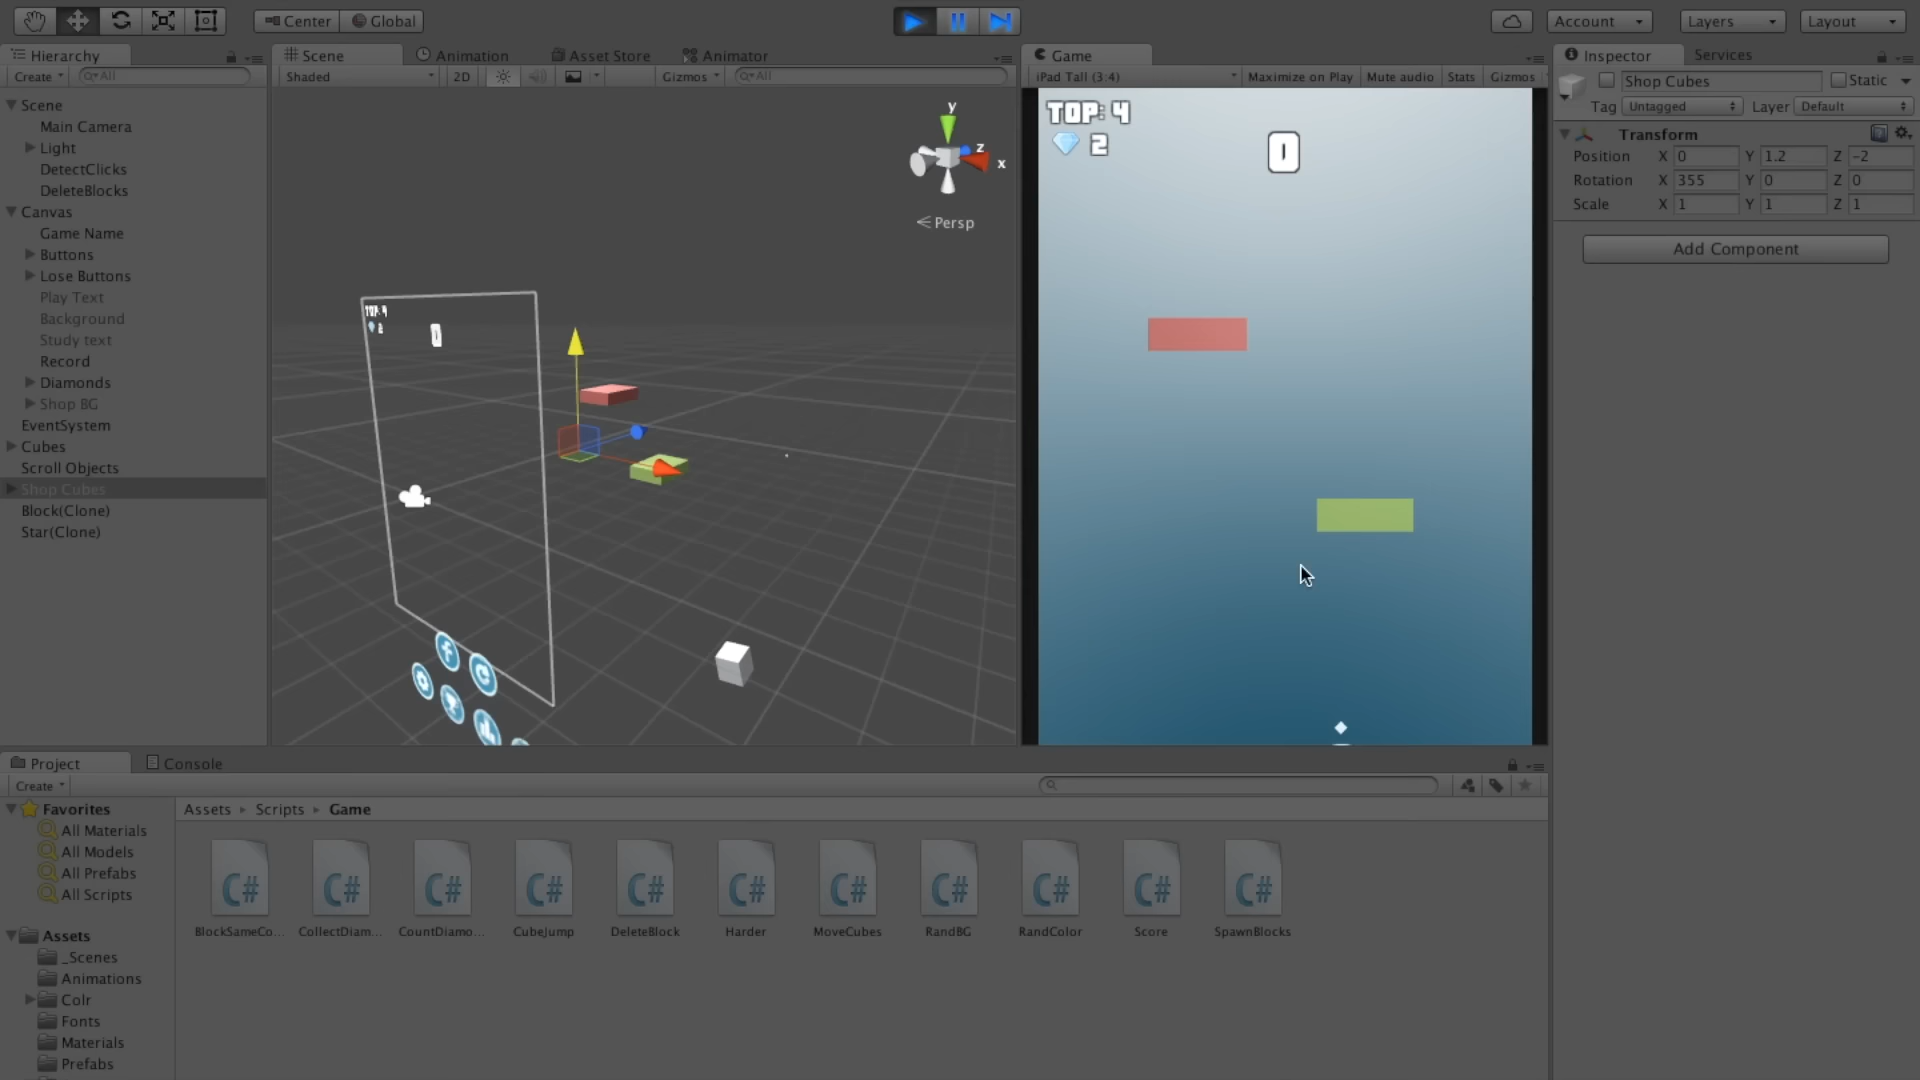 Center Global
Account Layers Layout
Hierarchy
Create All
Scene
Main Camera
Light
DetectClicks
DeleteBlocks
Canvas
Game Name
Buttons
Lose Buttons
Play Text
Background
Study text
Record
Diamonds
Shop BG
EventSystem
Cubes
Scroll Objects
Shop Cubes
Block(Clone)
Star(Clone)
Scene Animation Asset Store Animator
Shaded 2D Gizmos All
y
z
x
Persp
TOP: 4
2
0
Game
iPad Tall (3:4) Maximize on Play Mute audio Stats Gizmos
TOP: 4
2
0
Inspector Services
Shop Cubes Static
Tag Untagged Layer Default
Transform
Position X 0 Y 1.2 Z -2
Rotation X 355 Y 0 Z 0
Scale X 1 Y 1 Z 1
Add Component
Project Console
Create
Favorites
All Materials
All Models
All Prefabs
All Scripts
Assets
_Scenes
Animations
Colr
Fonts
Materials
Prefabs
Assets Scripts Game
C# C# C# C# C# C# C# C# C# C# C#
BlockSameCo... CollectDiam... CountDiamo... CubeJump DeleteBlock Harder MoveCubes RandBG RandColor Score SpawnBlocks